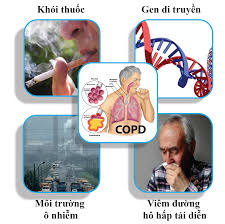 Khói thuốc
Gen di truyền
COPD
Môi trường
ô nhiễm
Viêm đường
hô hấp tái diễn